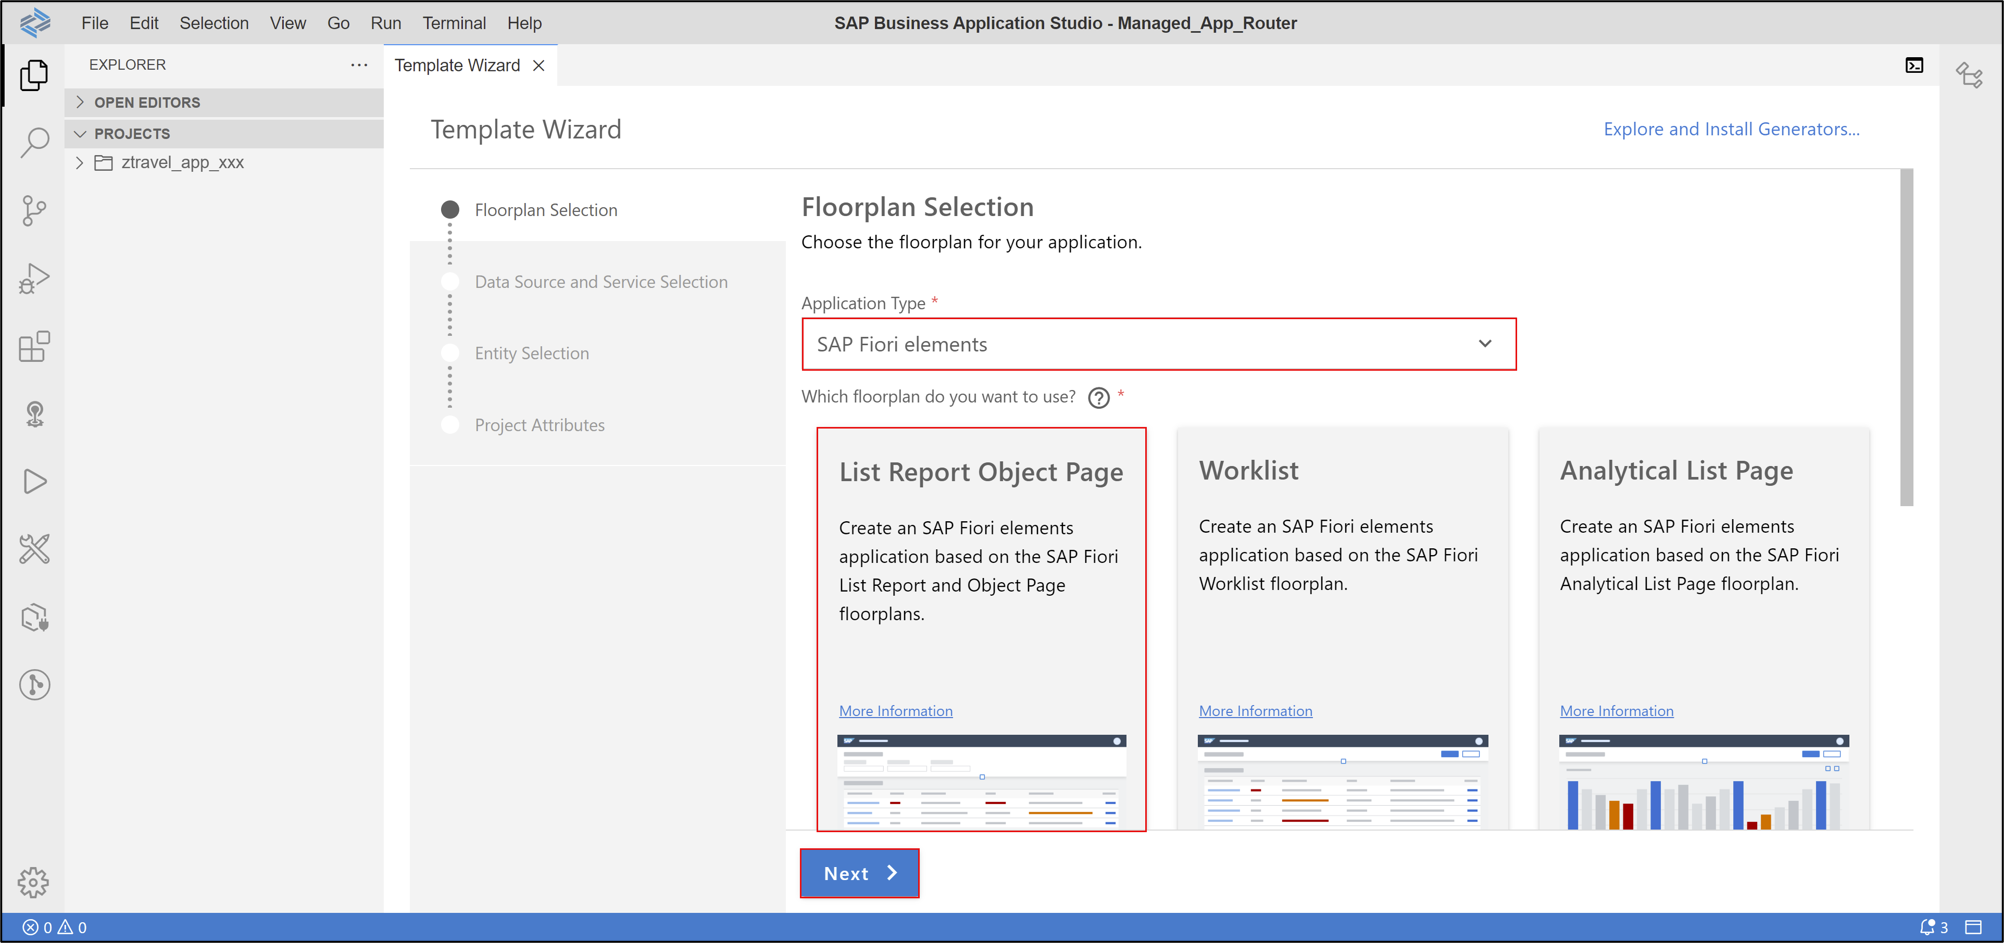 File Edit Selection View Go Run Terminal Help
SAP Business Application Studio - Managed_App_Router
EXPLORER
Template Wizard
OPEN EDITORS
PROJECTS
ztravel_app_xxx
Template Wizard
Explore and Install Generators...
Floorplan Selection
Data Source and Service Selection
Entity Selection
Project Attributes
Floorplan Selection
Choose the floorplan for your application.
Application Type *
SAP Fiori elements
Which floorplan do you want to use? ? *
List Report Object Page
Create an SAP Fiori elements
application based on the SAP Fiori
List Report and Object Page
floorplans.
More Information
Worklist
Create an SAP Fiori elements
application based on the SAP Fiori
Worklist floorplan.
More Information
Analytical List Page
Create an SAP Fiori elements
application based on the SAP Fiori
Analytical List Page floorplan.
More Information
Next
0 0
3